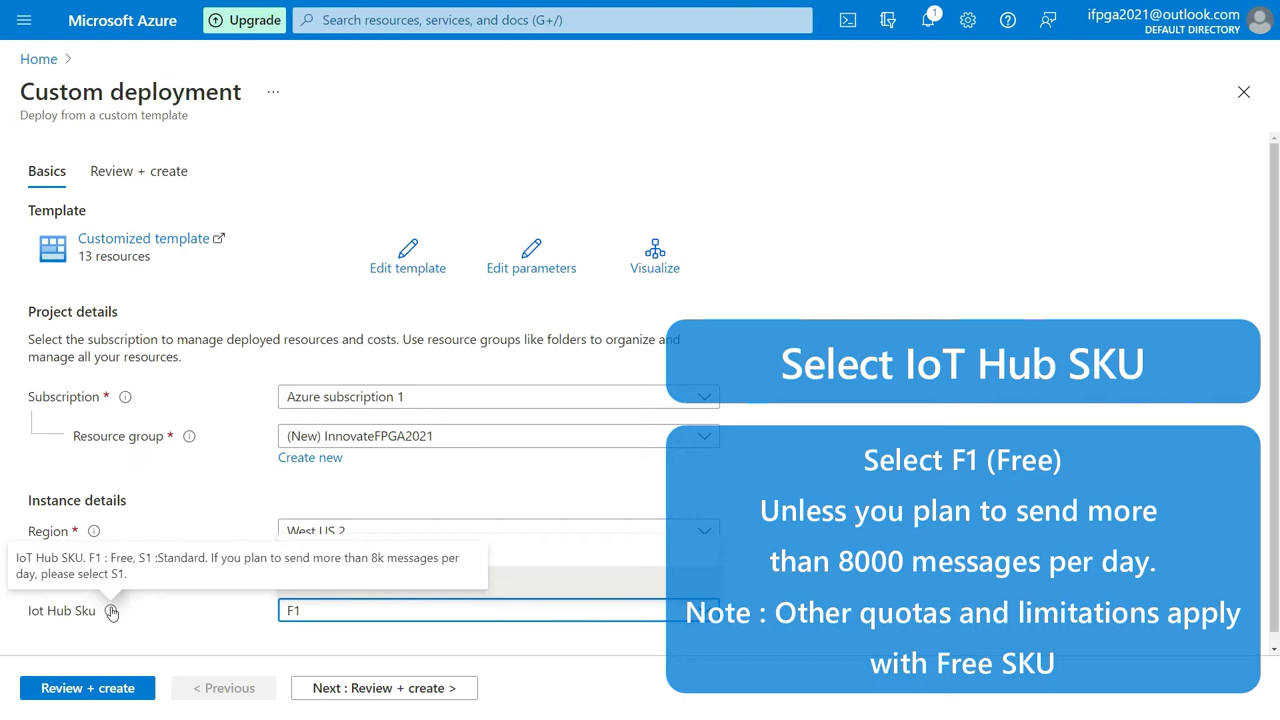 Microsoft Azure
Upgrade
Search resources, services, and docs (G+/)
1
ifpga2021@outlook.com
DEFAULT DIRECTORY
Home
Custom deployment
...
Deploy from a custom template
Basics
Review + create
Template
Customized template
13 resources
Edit template
Edit parameters
Visualize
Project details
Select the subscription to manage deployed resources and costs. Use resource groups like folders to organize and
manage all your resources.
Subscription *
Azure subscription 1
Resource group *
(New) InnovateFPGA2021
Create new
Instance details
Region *
West US 2
IoT Hub SKU. F1 : Free, S1 :Standard. If you plan to send more than 8k messages per
day, please select S1.
Iot Hub Sku
F1
Select IoT Hub SKU
Select F1 (Free)
Unless you plan to send more
than 8000 messages per day.
Note : Other quotas and limitations apply
with Free SKU
Review + create
< Previous
Next : Review + create >